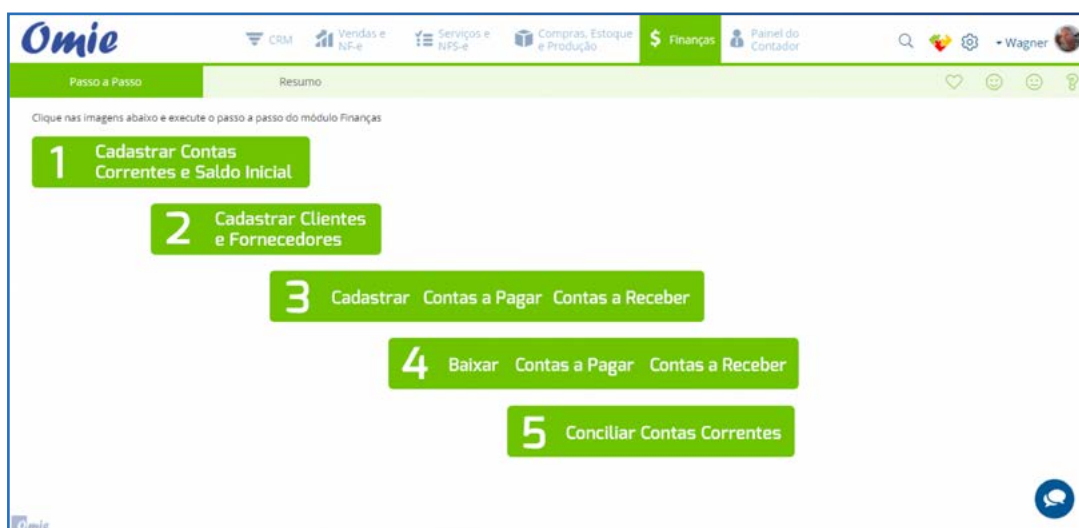 Omie
CRM
Vendas e
NF-e
Serviços e
NFS-e
Compras, Estoque
e Produção
$ Finanças
Painel do
Contador
Wagner
Passo a Passo
Resumo
Clique nas imagens abaixo e execute o passo a passo do módulo Finanças
1 Cadastrar Contas
Correntes e Saldo Inicial
2 Cadastrar Clientes
e Fornecedores
3 Cadastrar Contas a Pagar Contas a Receber
4 Baixar Contas a Pagar Contas a Receber
5 Conciliar Contas Correntes
Omie